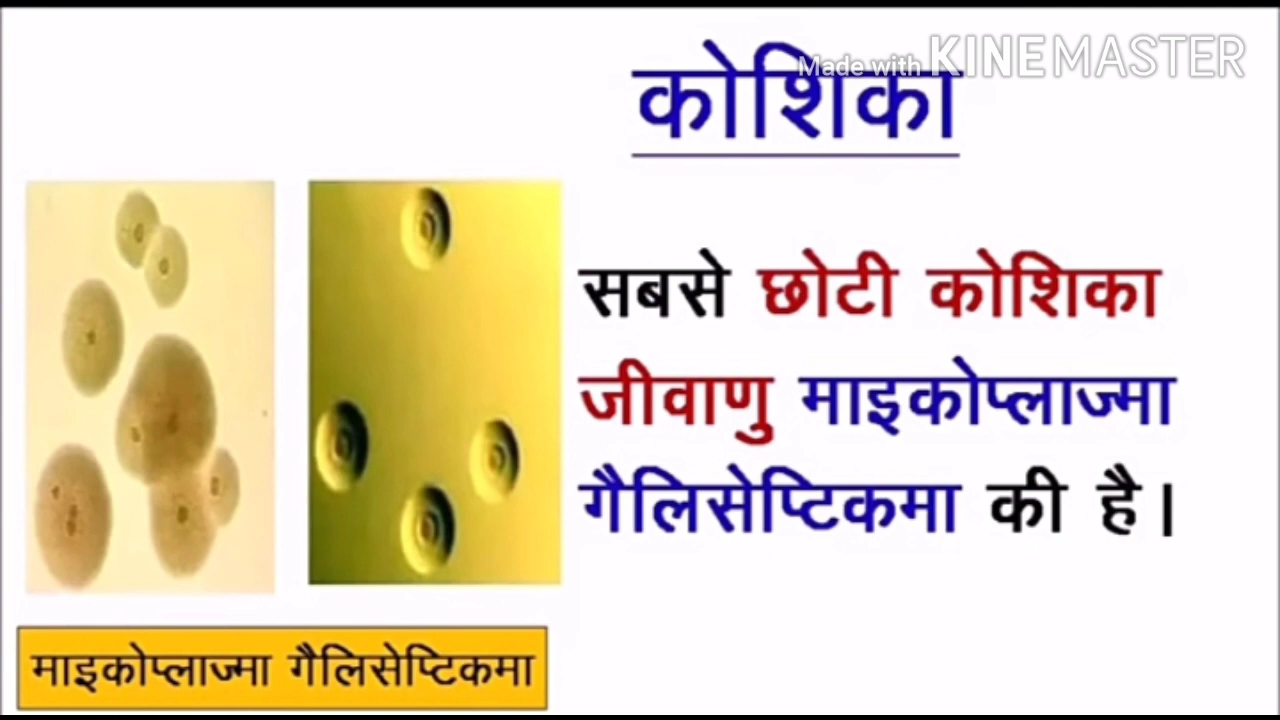 Made with KINEMASTER
कोशिका
सबसे छोटी कोशिका
जीवाणु माइकोप्लाज्मा
गैलिसेप्टिकमा की है।
माइकोप्लाज्मा गैलिसेप्टिकमा